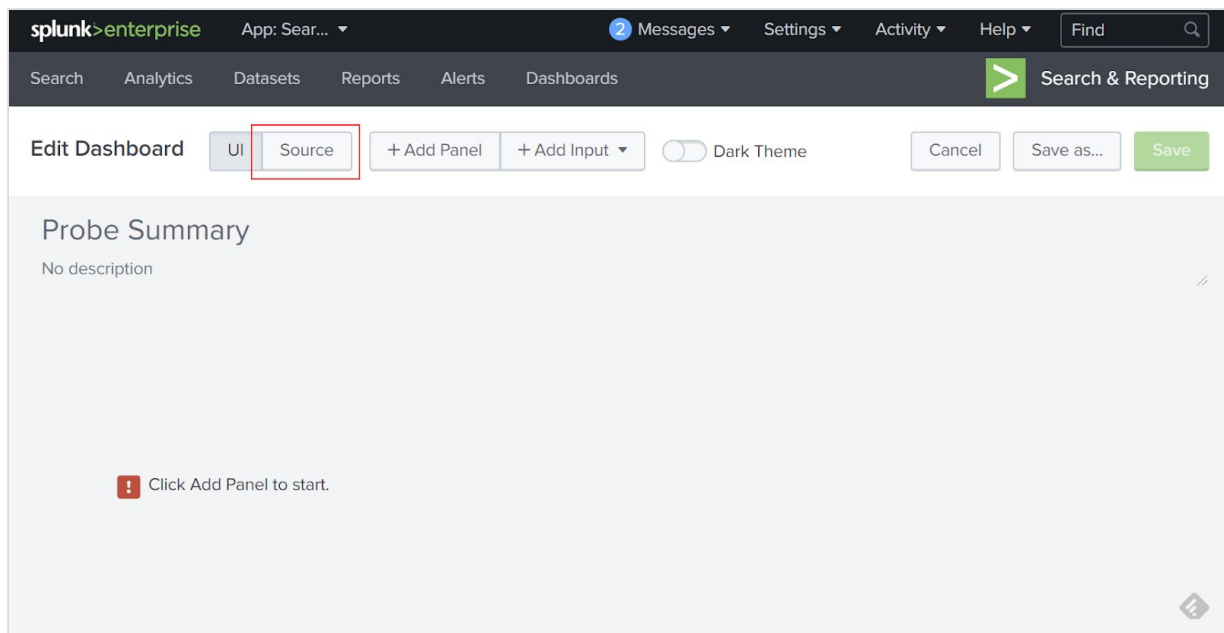 splunk>enterprise App: Sear... 2 Messages Settings Activity Help Find
Search Analytics Datasets Reports Alerts Dashboards > Search & Reporting
Edit Dashboard UI Source + Add Panel + Add Input Dark Theme Cancel Save as... Save
Probe Summary
No description
! Click Add Panel to start.